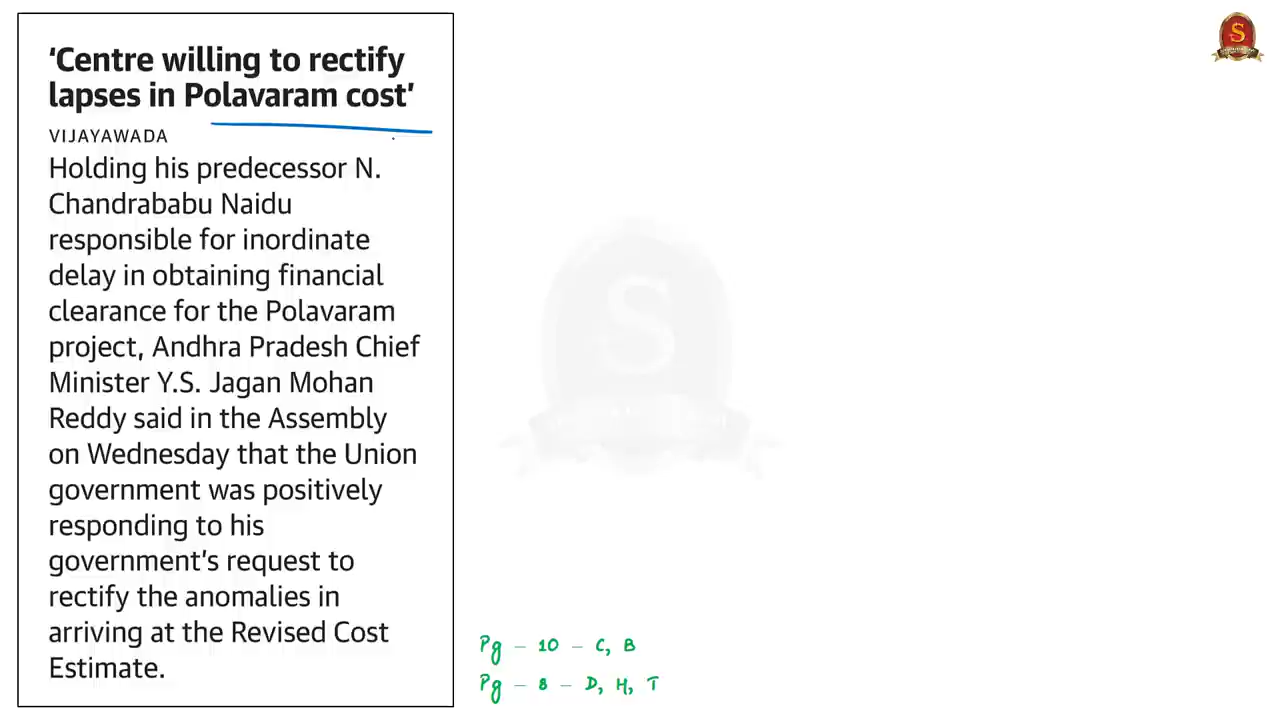 ‘Centre willing to rectify
lapses in Polavaram cost’
VIJAYAWADA
Holding his predecessor N.
Chandrababu Naidu
responsible for inordinate
delay in obtaining financial
clearance for the Polavaram
project, Andhra Pradesh Chief
Minister Y.S. Jagan Mohan
Reddy said in the Assembly
on Wednesday that the Union
government was positively
responding to his
government’s request to
rectify the anomalies in
arriving at the Revised Cost
Estimate.
Pg – 10 – C, B
Pg – 8 – D, H, T
S
S